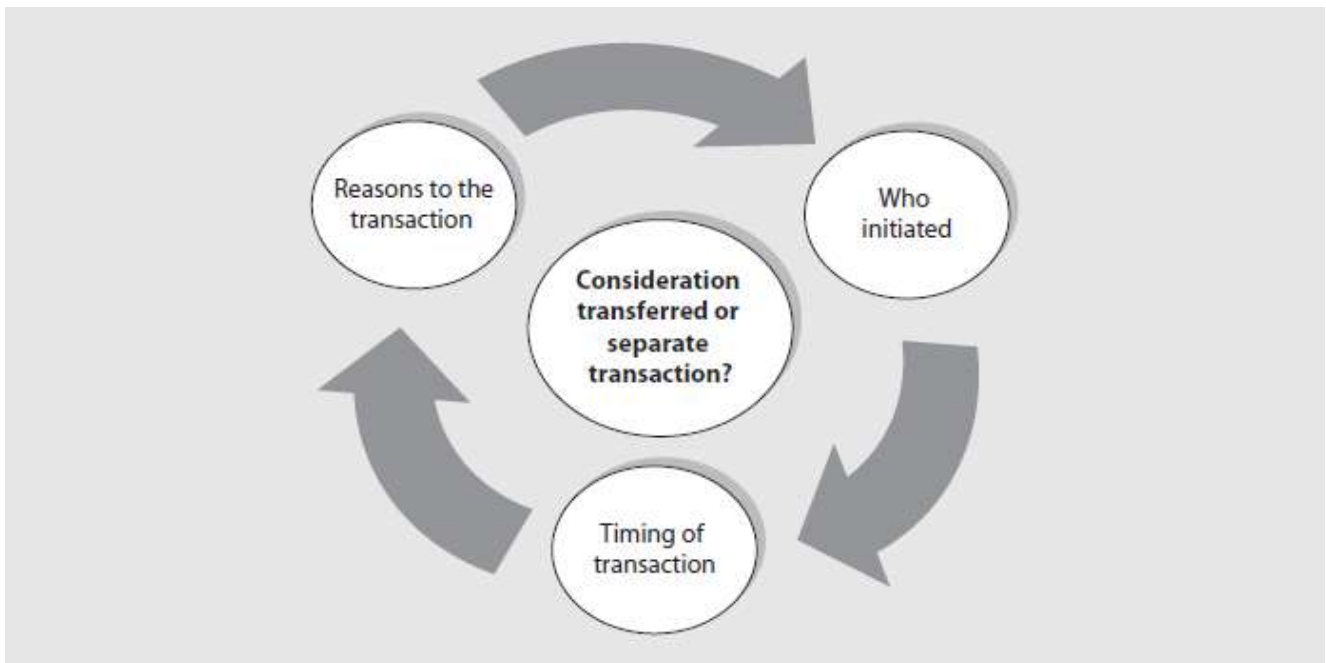 Reasons to the
transaction
Who
initiated
Consideration
transferred or
separate
transaction?
Timing of
transaction